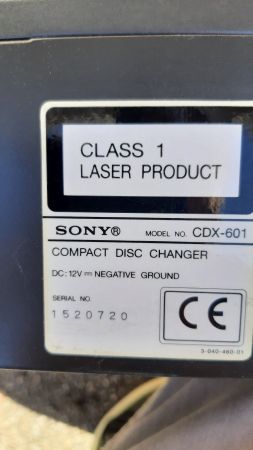 CLASS 1
LASER PRODUCT
SONY® MODEL NO. CDX-601
COMPACT DISC CHANGER
DC:12V⎓NEGATIVE GROUND
SERIAL NO.
1520720
CE
3-040-460-01